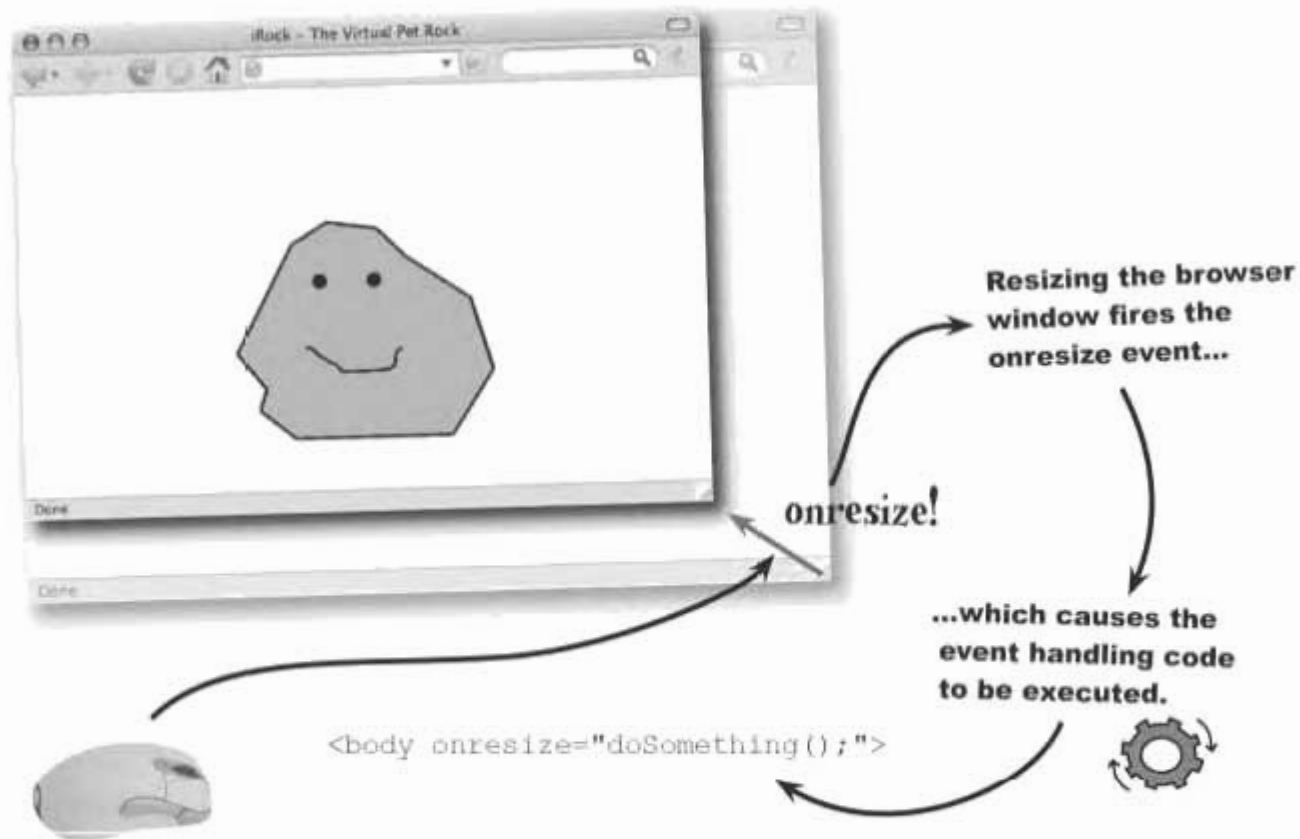 iRock - The Virtual Pet Rock
Resizing the browser
window fires the
onresize event...
onresize!
Done
Done
...which causes the
event handling code
to be executed.
<body onresize="doSomething();">